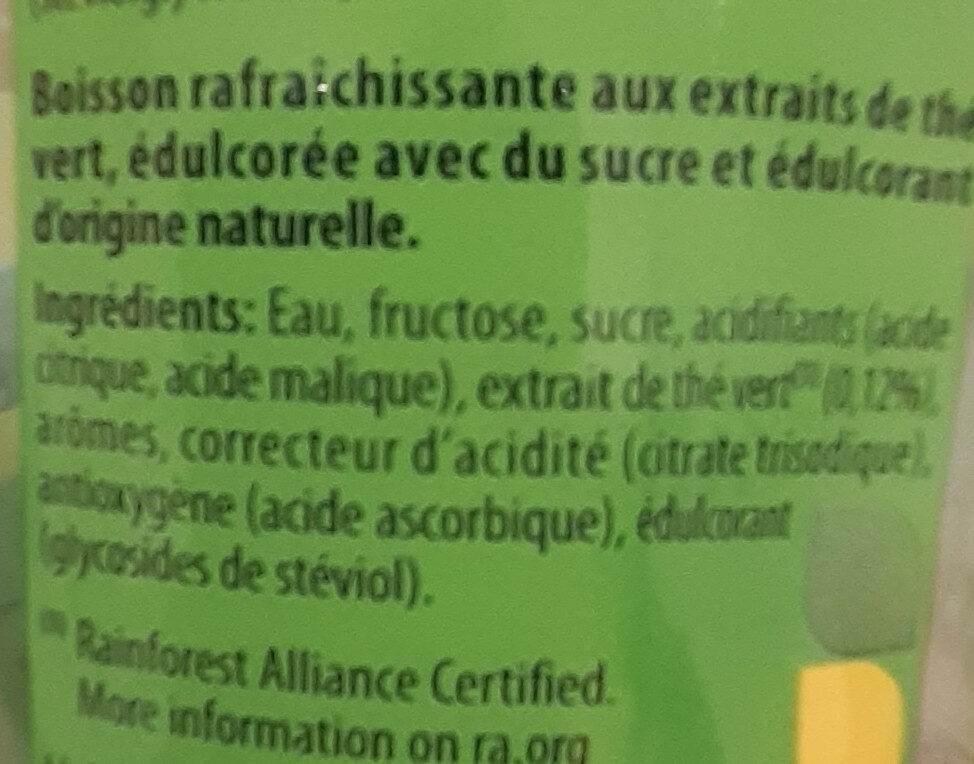 Boisson rafraichissante aux extraits de thé
vert, édulcorée avec du sucre et édulcorant
d'origine naturelle.
Ingrédients: Eau, fructose, sucre, acidifiants (acide
citrique, acide malique), extrait de thé vert (0,12%),
arômes, correcteur d'acidité (citrate trisodique),
antioxygène (acide ascorbique), édulcorant
(glycosides de stéviol).
Rainforest Alliance Certified.
More information on ra.org